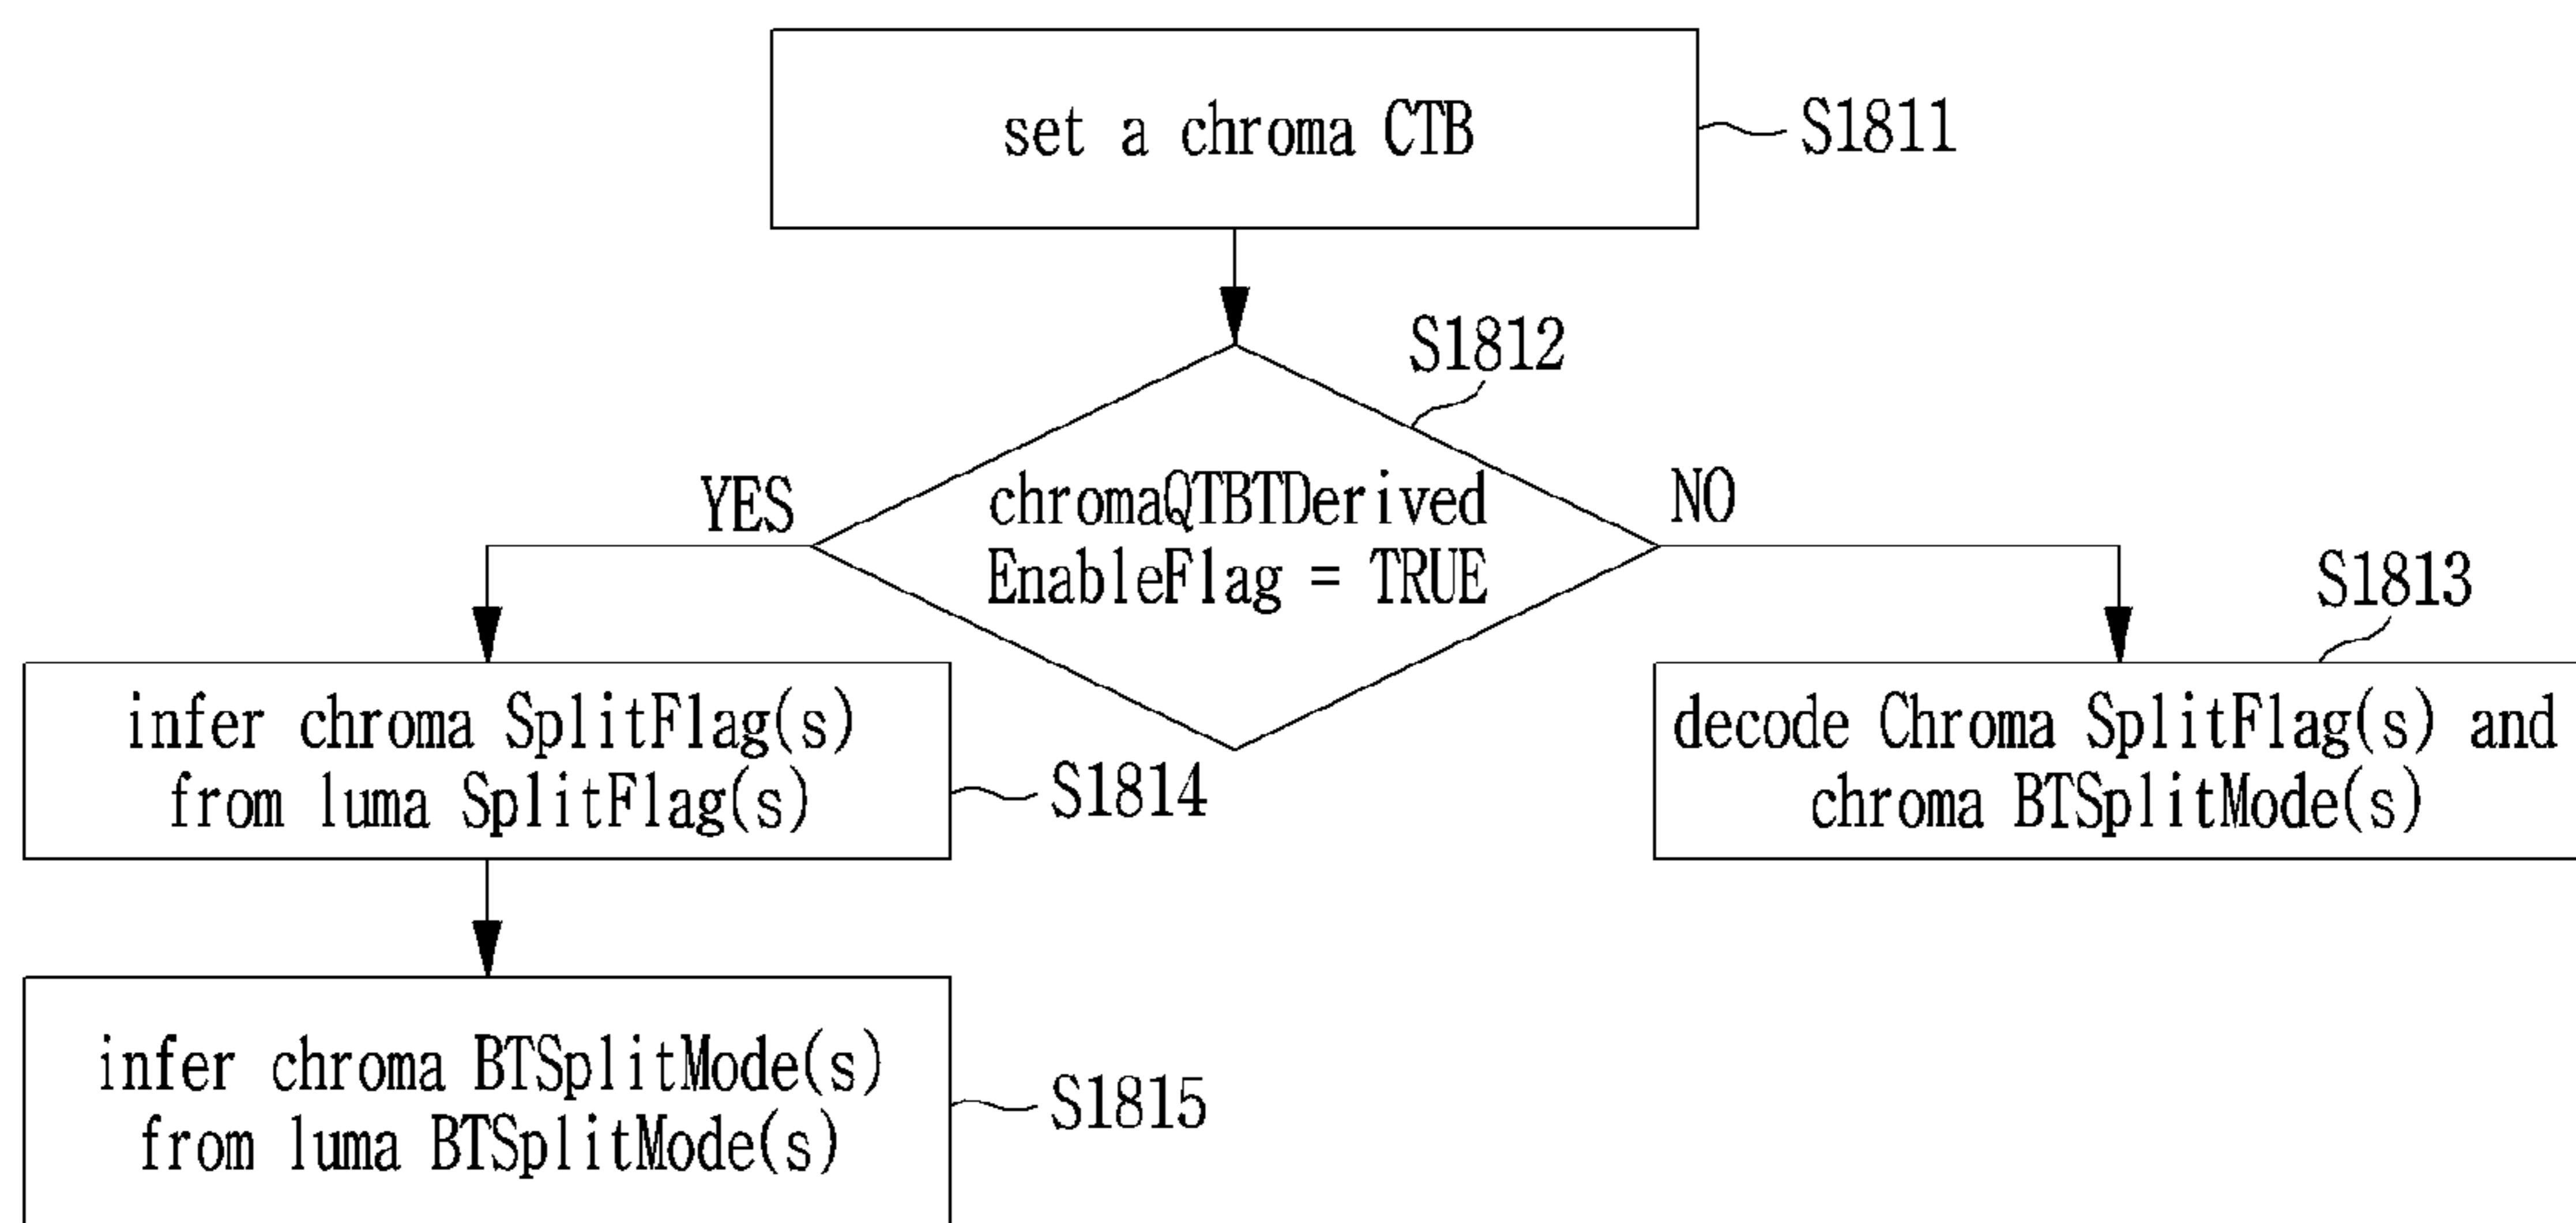 set a chroma CTB
S1811
S1812
YES
chromaQTBTDerived
EnableFlag = TRUE
NO
S1813
infer chroma SplitFlag(s)
from luma SplitFlag(s)
S1814
decode Chroma SplitFlag(s) and
chroma BTSplitMode(s)
infer chroma BTSplitMode(s)
from luma BTSplitMode(s)
S1815